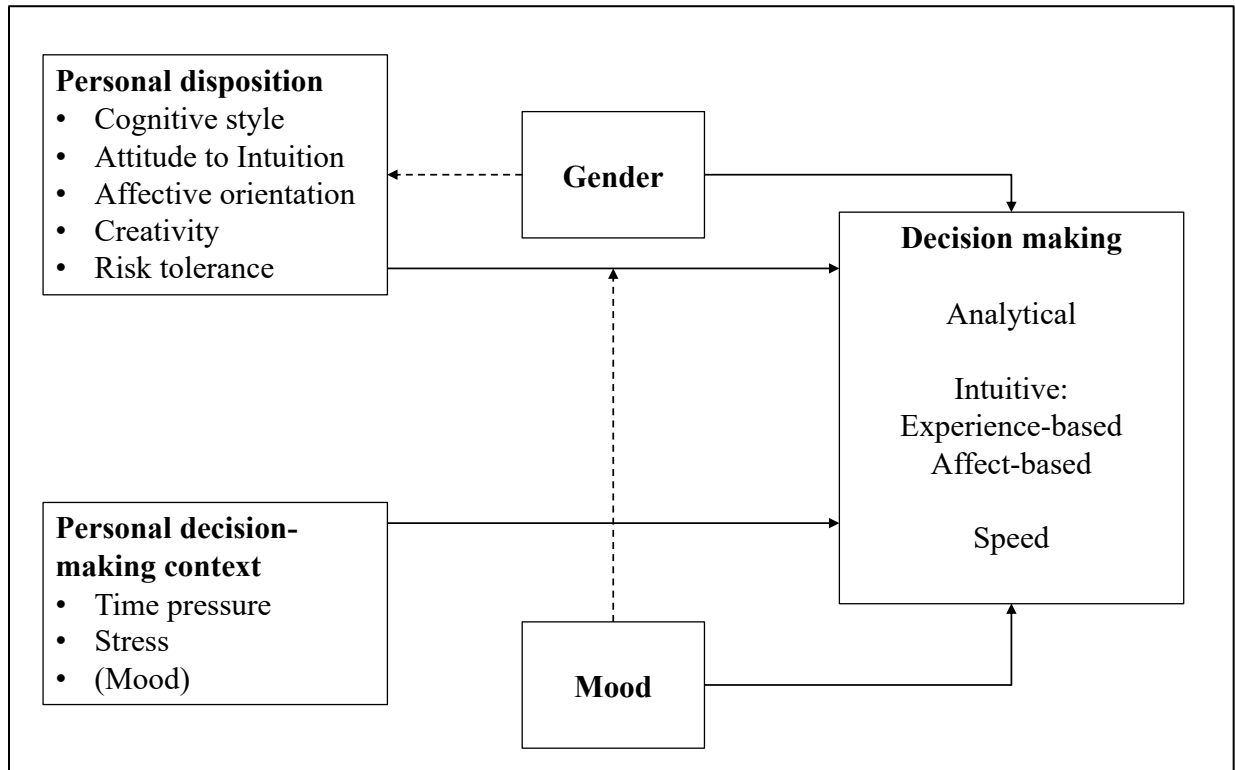 Personal disposition
• Cognitive style
• Attitude to Intuition
• Affective orientation
• Creativity
• Risk tolerance
Gender
Decision making
Analytical
Intuitive:
Experience-based
Affect-based
Speed
Personal decision-
making context
• Time pressure
• Stress
• (Mood)
Mood